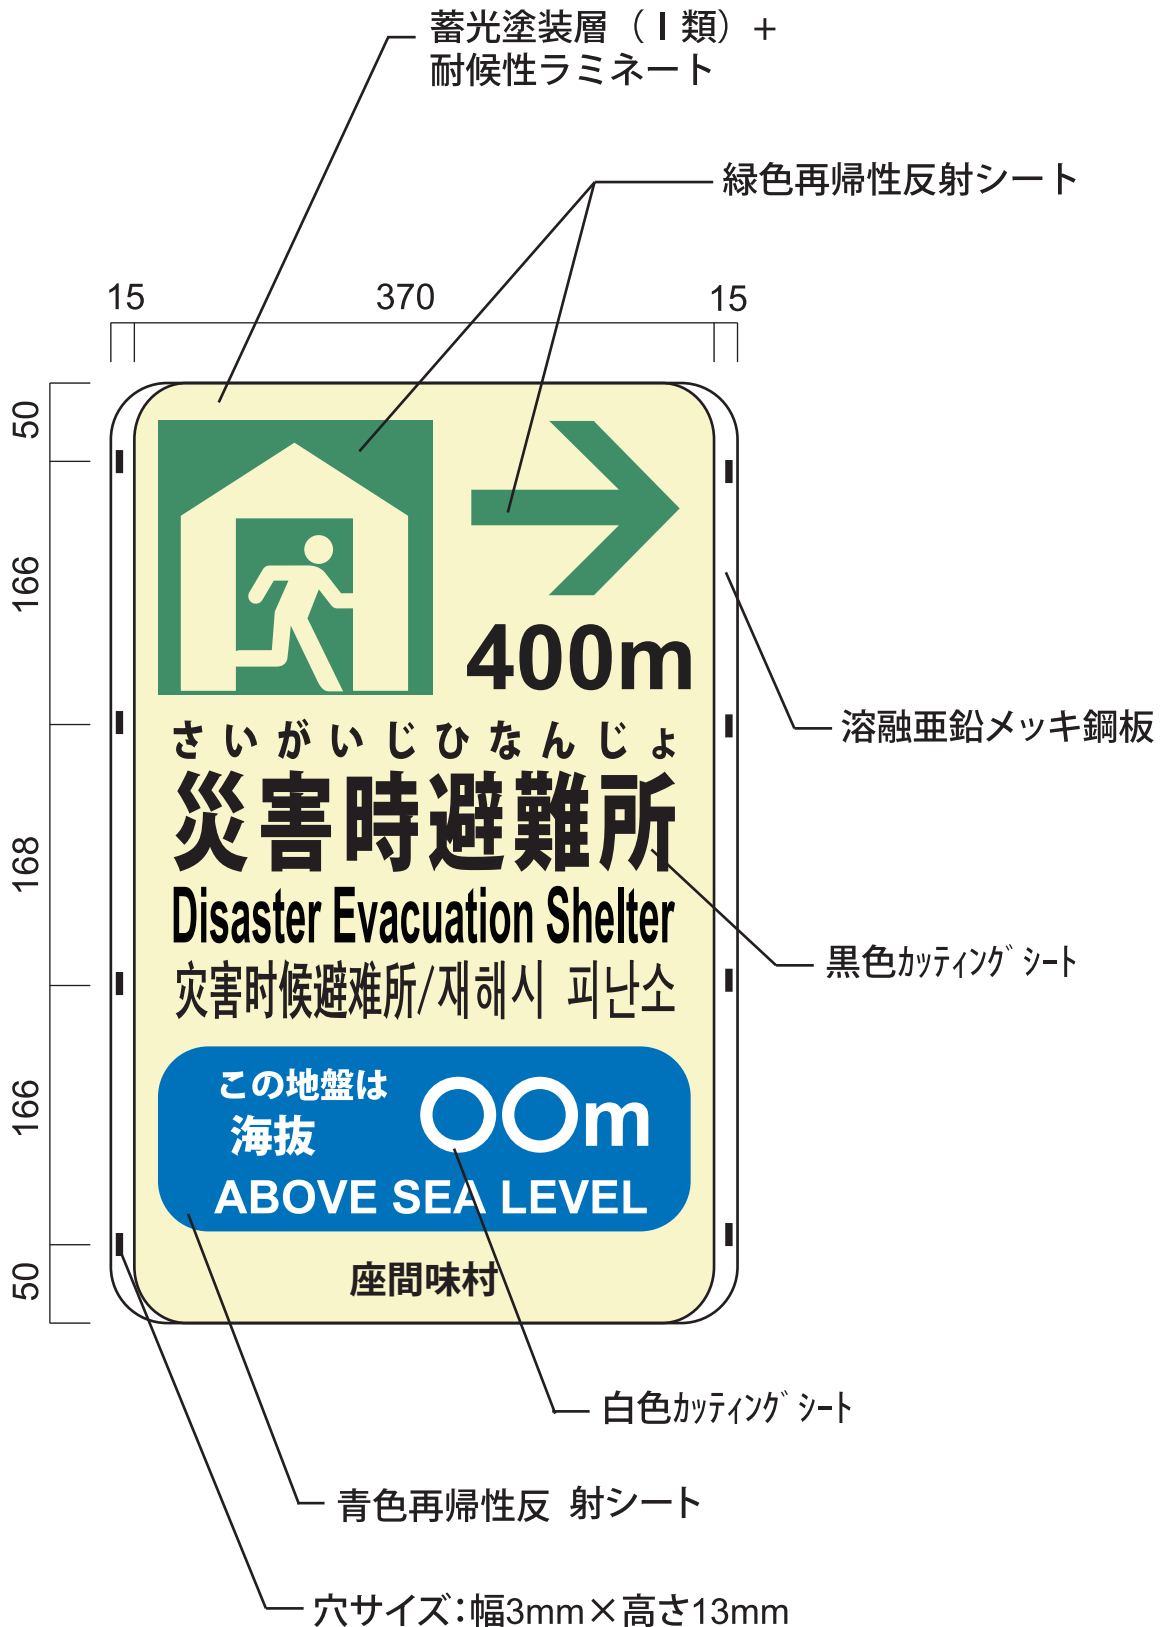 蓄光塗装層（Ⅰ類）+
耐候性ラミネート
緑色再帰性反射シート
15
370
15
50
166
168
166
50
400m
溶融亜鉛メッキ鋼板
さいがいじひなんじょ
災害時避難所
Disaster Evacuation Shelter
灾害时候避难所/재해시 피난소
黒色ｶｯﾃｨﾝｸﾞｼｰﾄ
この地盤は
海抜
〇〇m
ABOVE SEA LEVEL
座間味村
白色ｶｯﾃｨﾝｸﾞｼｰﾄ
青色再帰性反 射シート
穴サイズ：幅3mm×高さ13mm